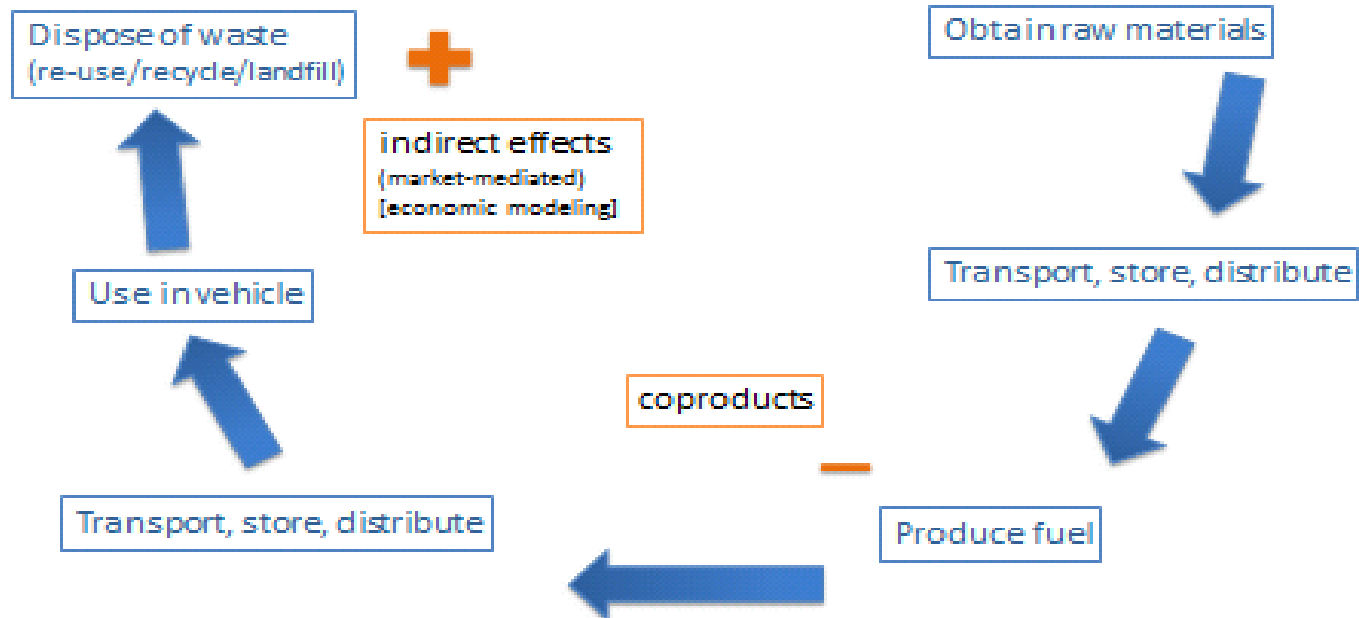 Dispose of waste
(re-use/recycle/landfill)
indirect effects
(market-mediated)
[economic modeling]
Obtain raw materials
Transport, store, distribute
Use in vehicle
coproducts
Transport, store, distribute
Produce fuel